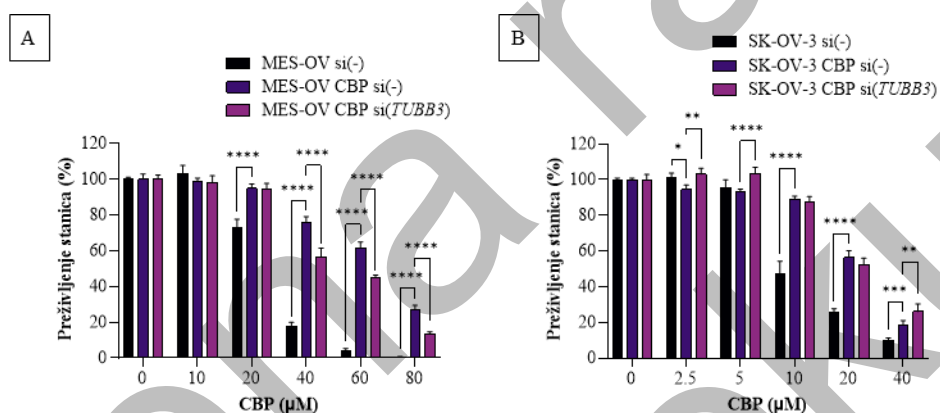 A
MES-OV si(-)
MES-OV CBP si(-)
MES-OV CBP si(TUBB3)
Preživljenje stanica (%)
120
100
80
60
40
20
0
****
****
****
****
****
****
****
0 10 20 40 60 80
CBP (µM)
B
SK-OV-3 si(-)
SK-OV-3 CBP si(-)
SK-OV-3 CBP si(TUBB3)
Preživljenje stanica (%)
120
100
80
60
40
20
0
*
**
****
****
****
***
**
0 2.5 5 10 20 40
CBP (µM)